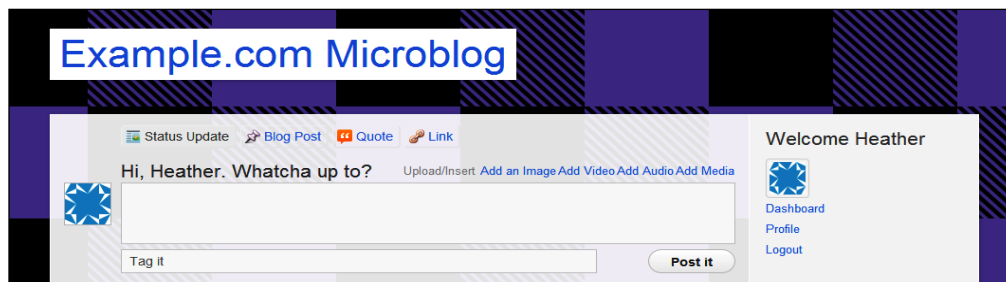 Example.com Microblog
Status Update Blog Post Quote Link
Hi, Heather. Whatcha up to? Upload/Insert Add an Image Add Video Add Audio Add Media
Tag it Post it
Welcome Heather
Dashboard
Profile
Logout